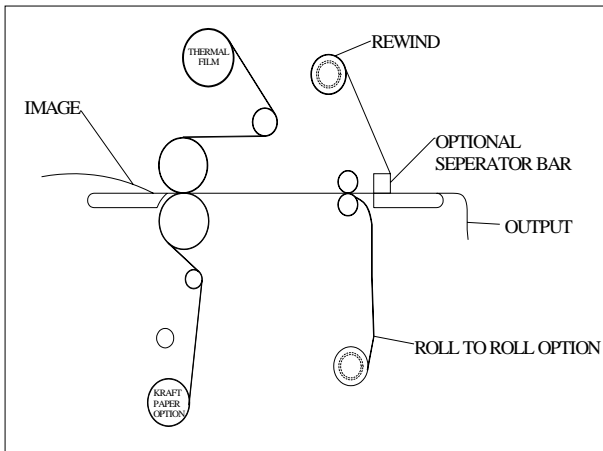 THERMAL
FILM
REWIND
IMAGE
OPTIONAL
SEPERATOR BAR
OUTPUT
ROLL TO ROLL OPTION
KRAFT
PAPER
OPTION